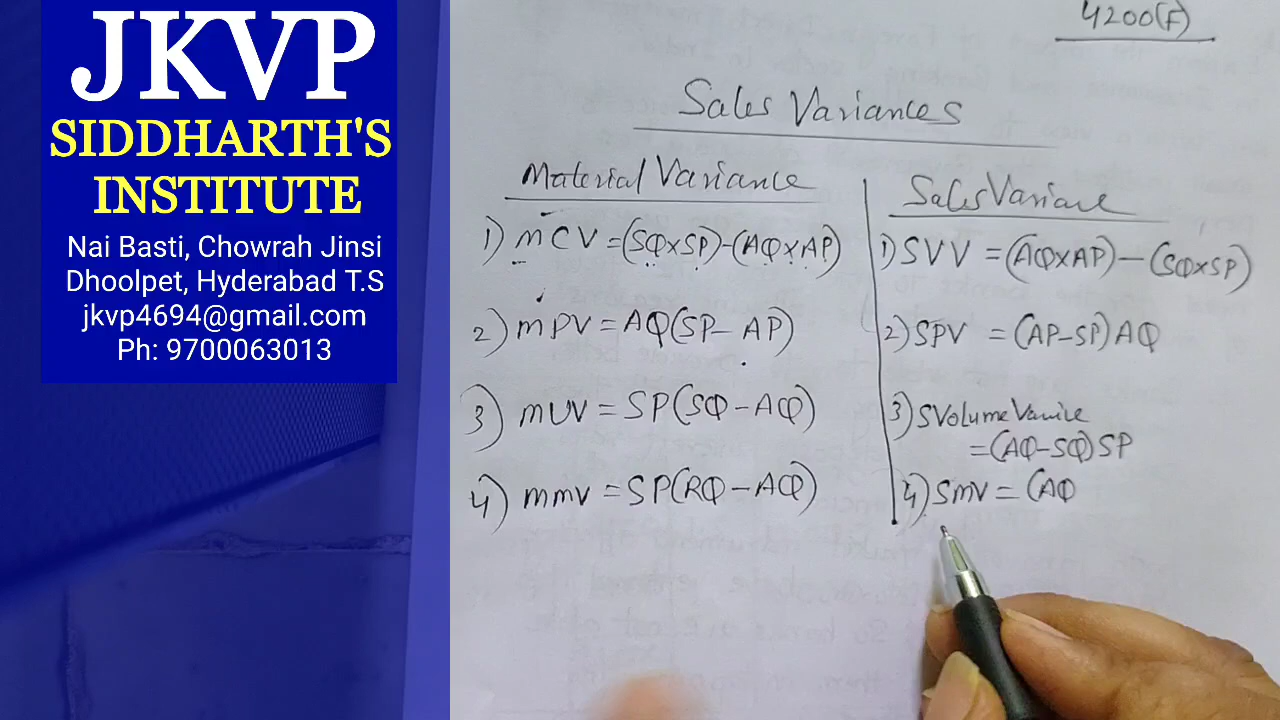 JKVP
SIDDHARTH'S
INSTITUTE
Nai Basti, Chowrah Jinsi
Dhoolpet, Hyderabad T.S
jkvp4694@gmail.com
Ph: 9700063013
4200(F)
Sales Variances
Material Variance
1) MCV = (SQ×SP)-(AQ×AP)
2) MPV = AQ(SP-AP)
3) MUV = SP(SQ-AQ)
4) MMV = SP(RQ-AQ)
Sales Variance
1) SVV = (AQ×AP)-(SQ×SP)
2) SPV = (AP-SP)AQ
3) SVolume
= (AQ-SQ)SP
4) SMV = (AQ